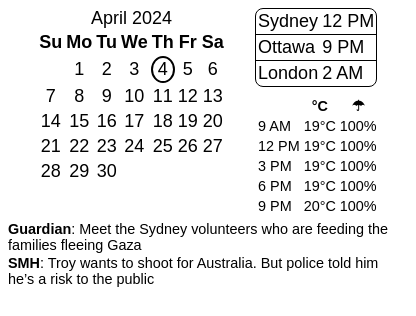 April 2024
Su Mo Tu We Th Fr Sa
1 2 3 4 5 6
7 8 9 10 11 12 13
14 15 16 17 18 19 20
21 22 23 24 25 26 27
28 29 30
Sydney 12 PM
Ottawa 9 PM
London 2 AM
°C ☂
9 AM 19°C 100%
12 PM 19°C 100%
3 PM 19°C 100%
6 PM 19°C 100%
9 PM 20°C 100%
Guardian: Meet the Sydney volunteers who are feeding the
families fleeing Gaza
SMH: Troy wants to shoot for Australia. But police told him
he's a risk to the public